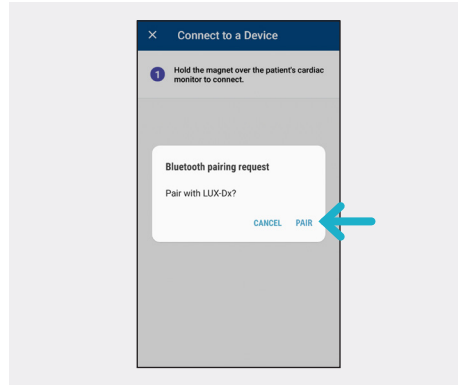 × Connect to a Device
1 Hold the magnet over the patient's cardiac
monitor to connect.
Bluetooth pairing request
Pair with LUX-Dx?
CANCEL PAIR